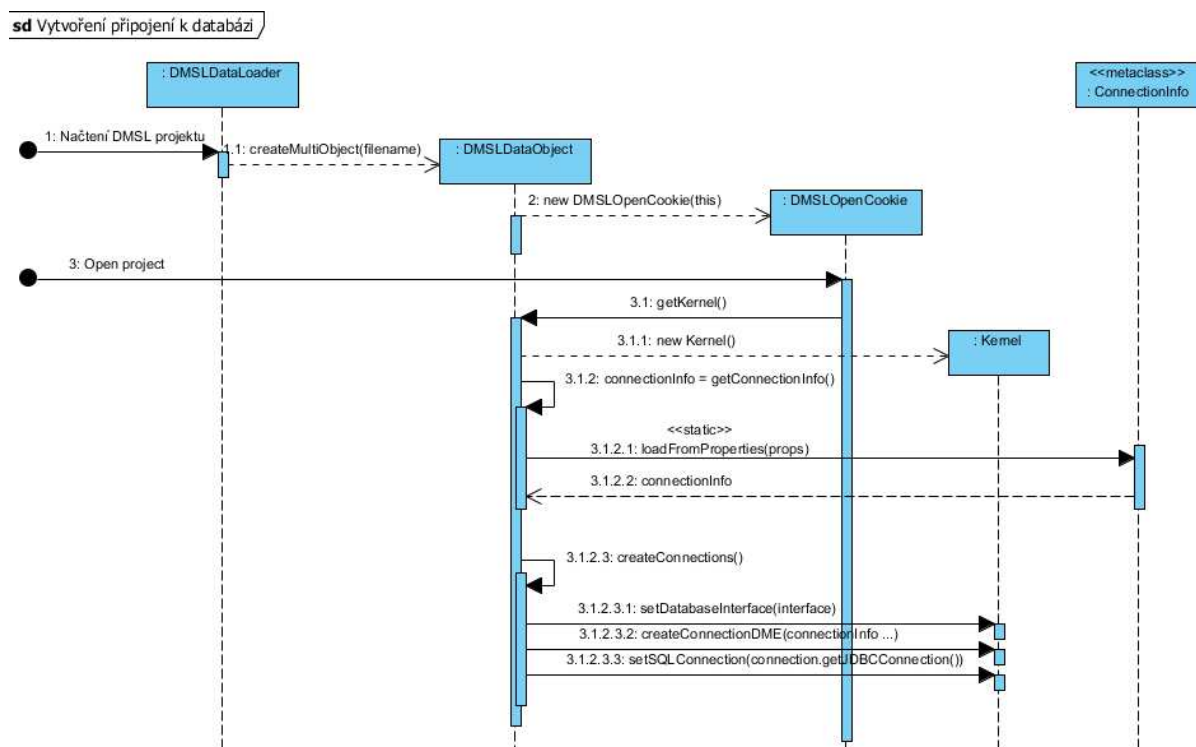 sd Vytvoření připojení k databázi
: DMSLDataLoader
<<metaclass>>
: ConnectionInfo
1: Načtení DMSL projektu
1.1: createMultiObject(filename)
: DMSLDataObject
2: new DMSLOpenCookie(this)
: DMSLOpenCookie
3: Open project
3.1: getKernel()
3.1.1: new Kernel()
: Kernel
3.1.2: connectionInfo = getConnectionInfo()
<<static>>
3.1.2.1: loadFromProperties(props)
3.1.2.2: connectionInfo
3.1.2.3: createConnections()
3.1.2.3.1: setDatabaseInterface(interface)
3.1.2.3.2: createConnectionDME(connectionInfo ...)
3.1.2.3.3: setSQLConnection(connection.getJDBCConnection())